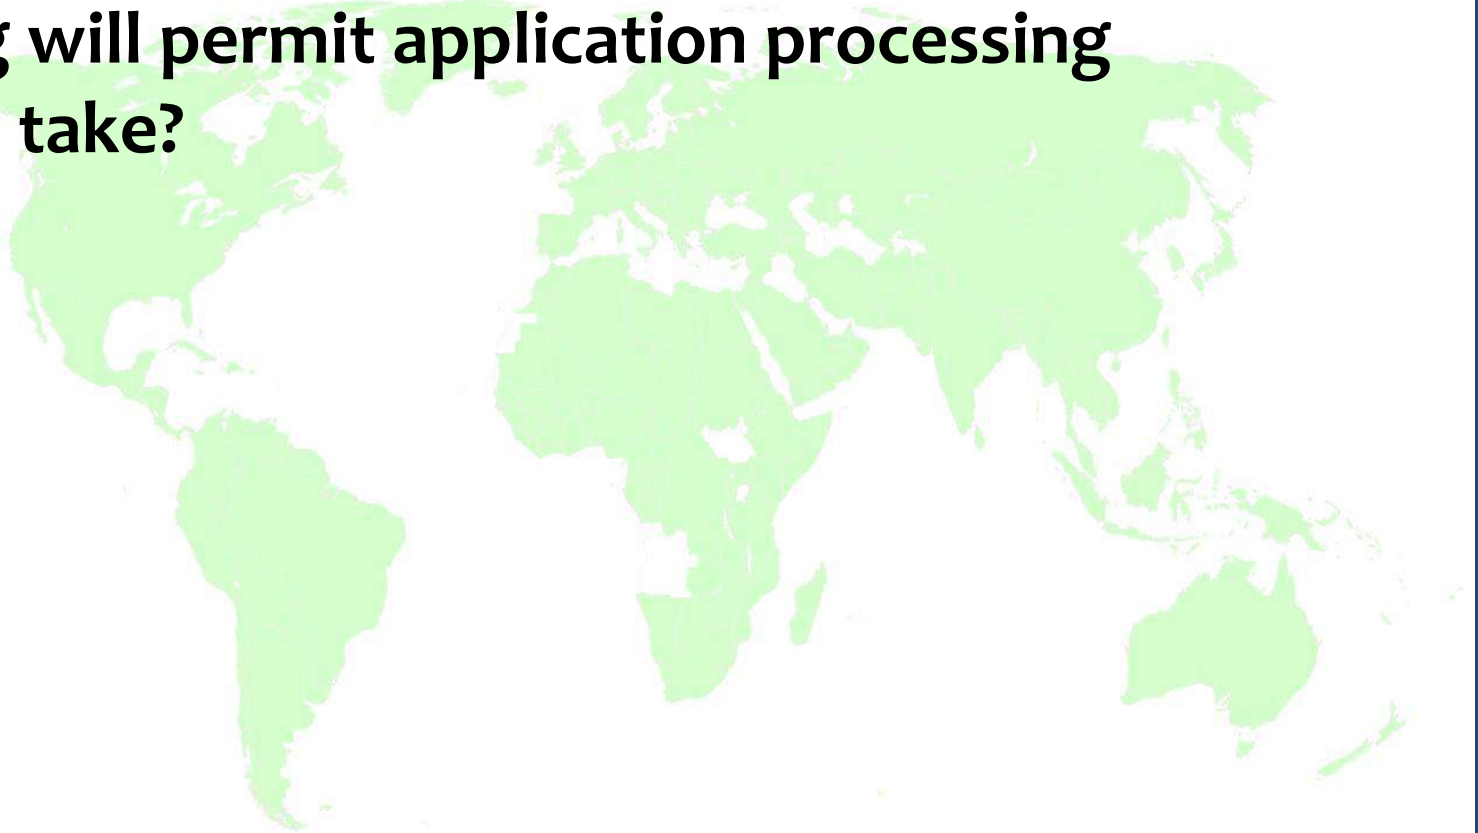 g will permit application processing
take?